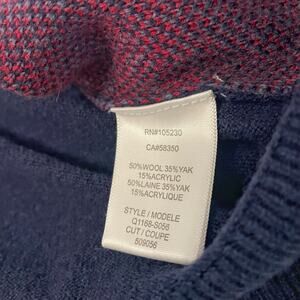 RN#105230
CA#58350
50%WOOL 35%YAK
15%ACRYLIC
50%LAINE 35%YAK
15%ACRYLIQUE
STYLE / MODELE
Q1168-S056
CUT / COUPE
509056